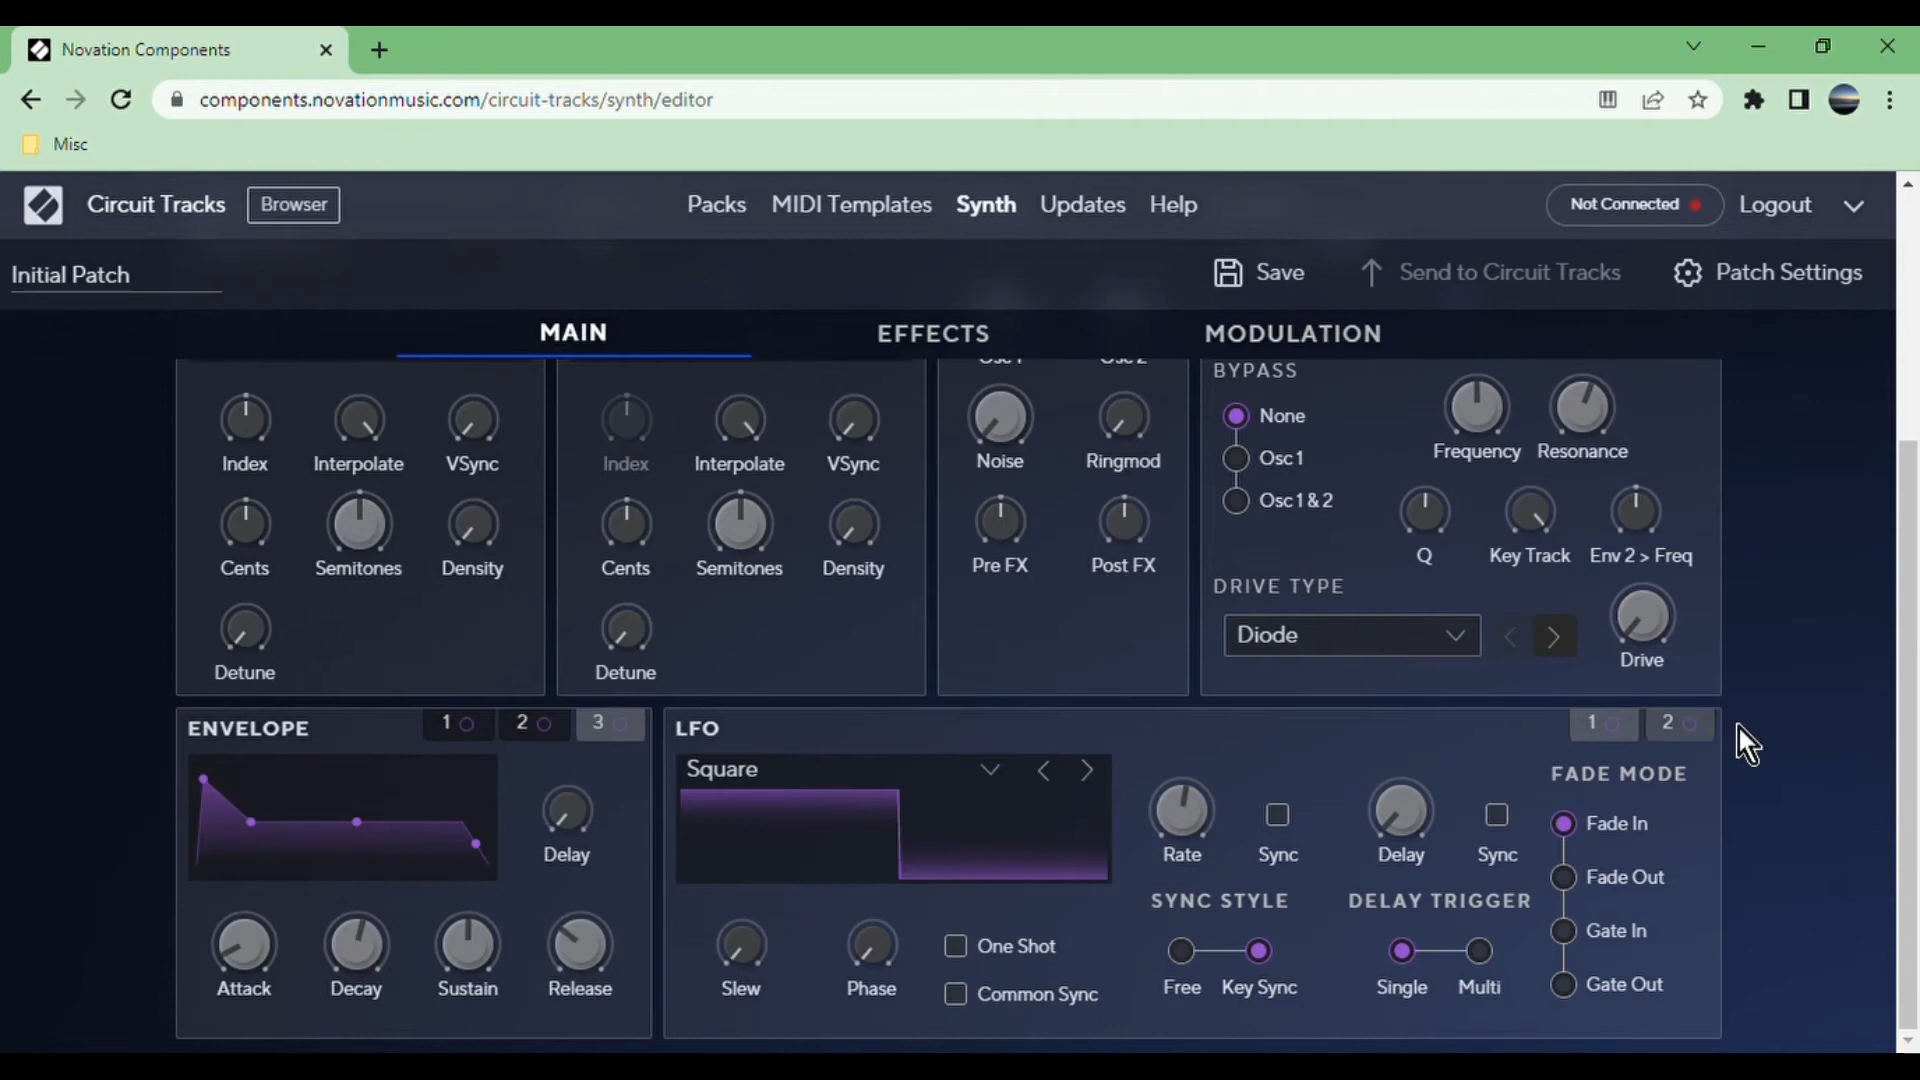 Novation Components
components.novationmusic.com/circuit-tracks/synth/editor
Misc
Circuit Tracks Browser Packs MIDI Templates Synth Updates Help Not Connected Logout
Initial Patch Save Send to Circuit Tracks Patch Settings
MAIN EFFECTS MODULATION
Index Interpolate VSync
Cents Semitones Density
Detune
Index Interpolate VSync
Cents Semitones Density
Detune
Osc 1 Osc 2
Noise Ringmod
Pre FX Post FX
BYPASS
None
Osc 1
Osc 1 & 2
Frequency Resonance
Q Key Track Env 2 > Freq
DRIVE TYPE
Diode
Drive
ENVELOPE 1 2 3
Delay
Attack Decay Sustain Release
LFO 1 2
Square
Slew Phase
One Shot
Common Sync
Rate Sync Delay Sync
SYNC STYLE
Free Key Sync
DELAY TRIGGER
Single Multi
FADE MODE
Fade In
Fade Out
Gate In
Gate Out